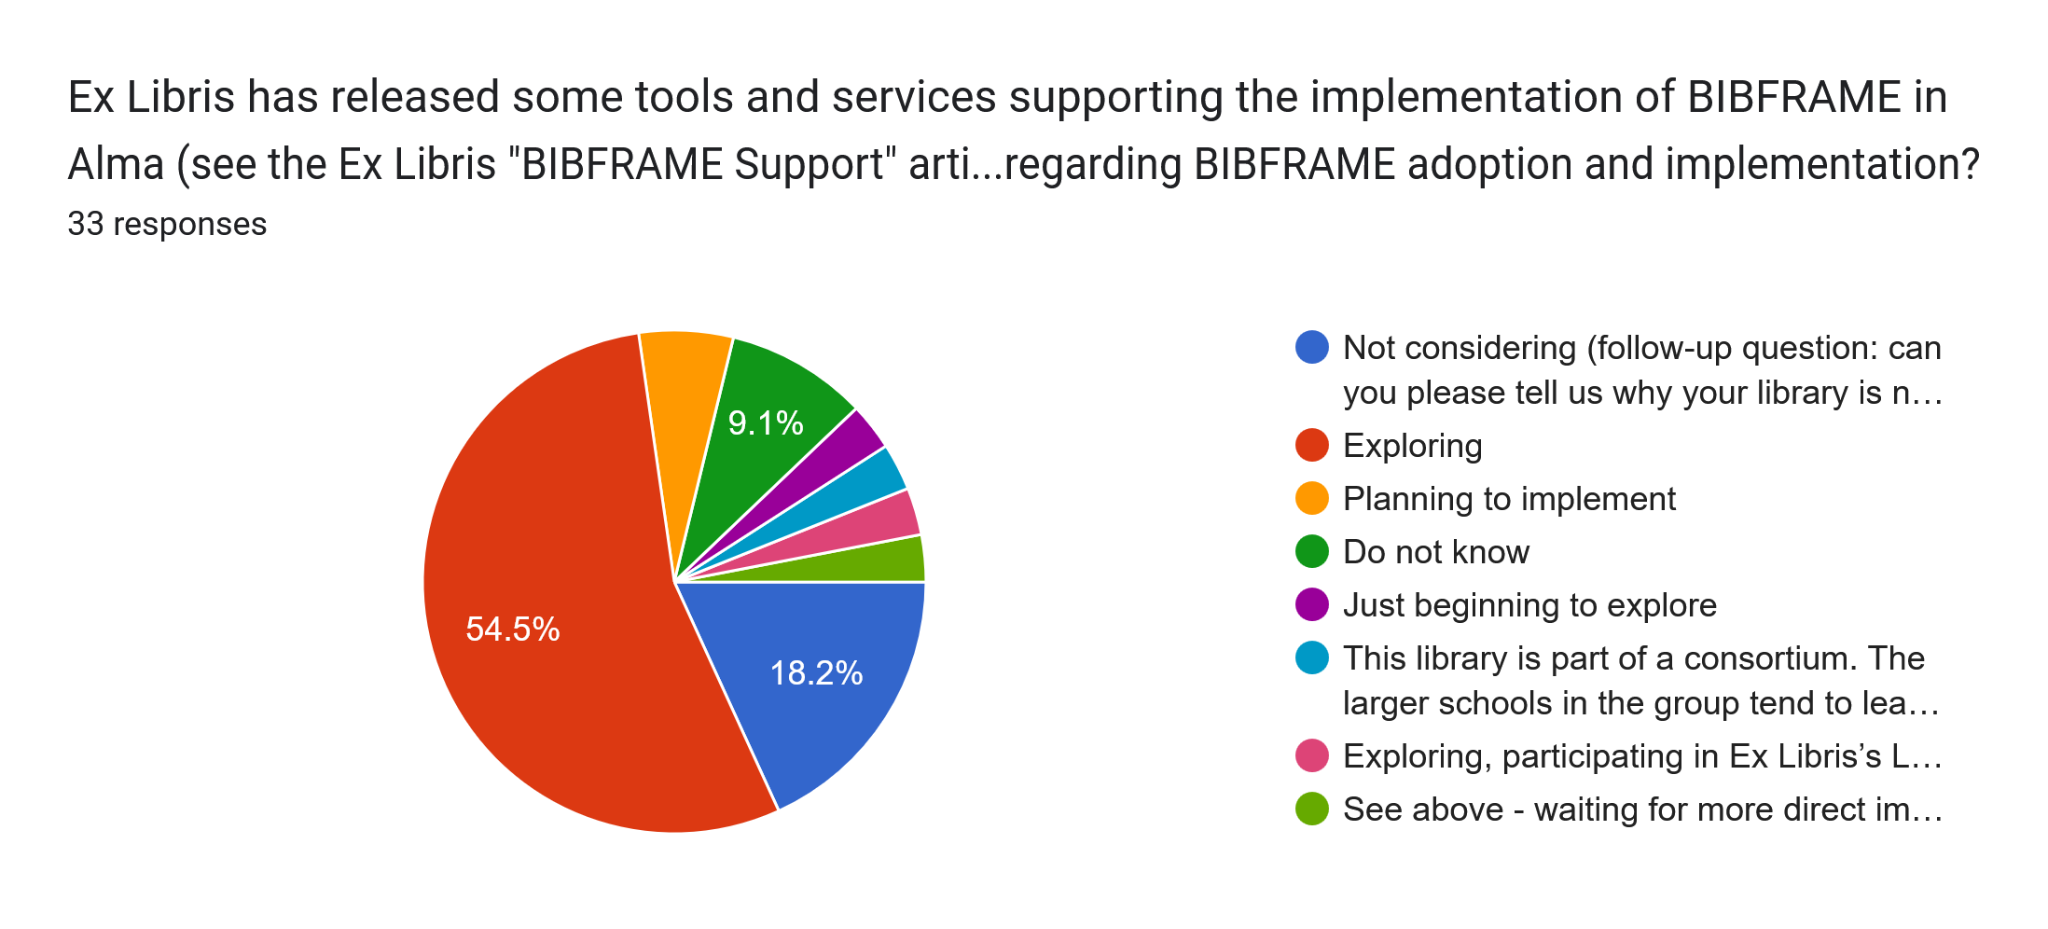 Ex Libris has released some tools and services supporting the implementation of BIBFRAME in
Alma (see the Ex Libris "BIBFRAME Support" arti...regarding BIBFRAME adoption and implementation?
33 responses
9.1%
54.5%
18.2%
Not considering (follow-up question: can
you please tell us why your library is n…
Exploring
Planning to implement
Do not know
Just beginning to explore
This library is part of a consortium. The
larger schools in the group tend to lea…
Exploring, participating in Ex Libris’s L…
See above - waiting for more direct im…